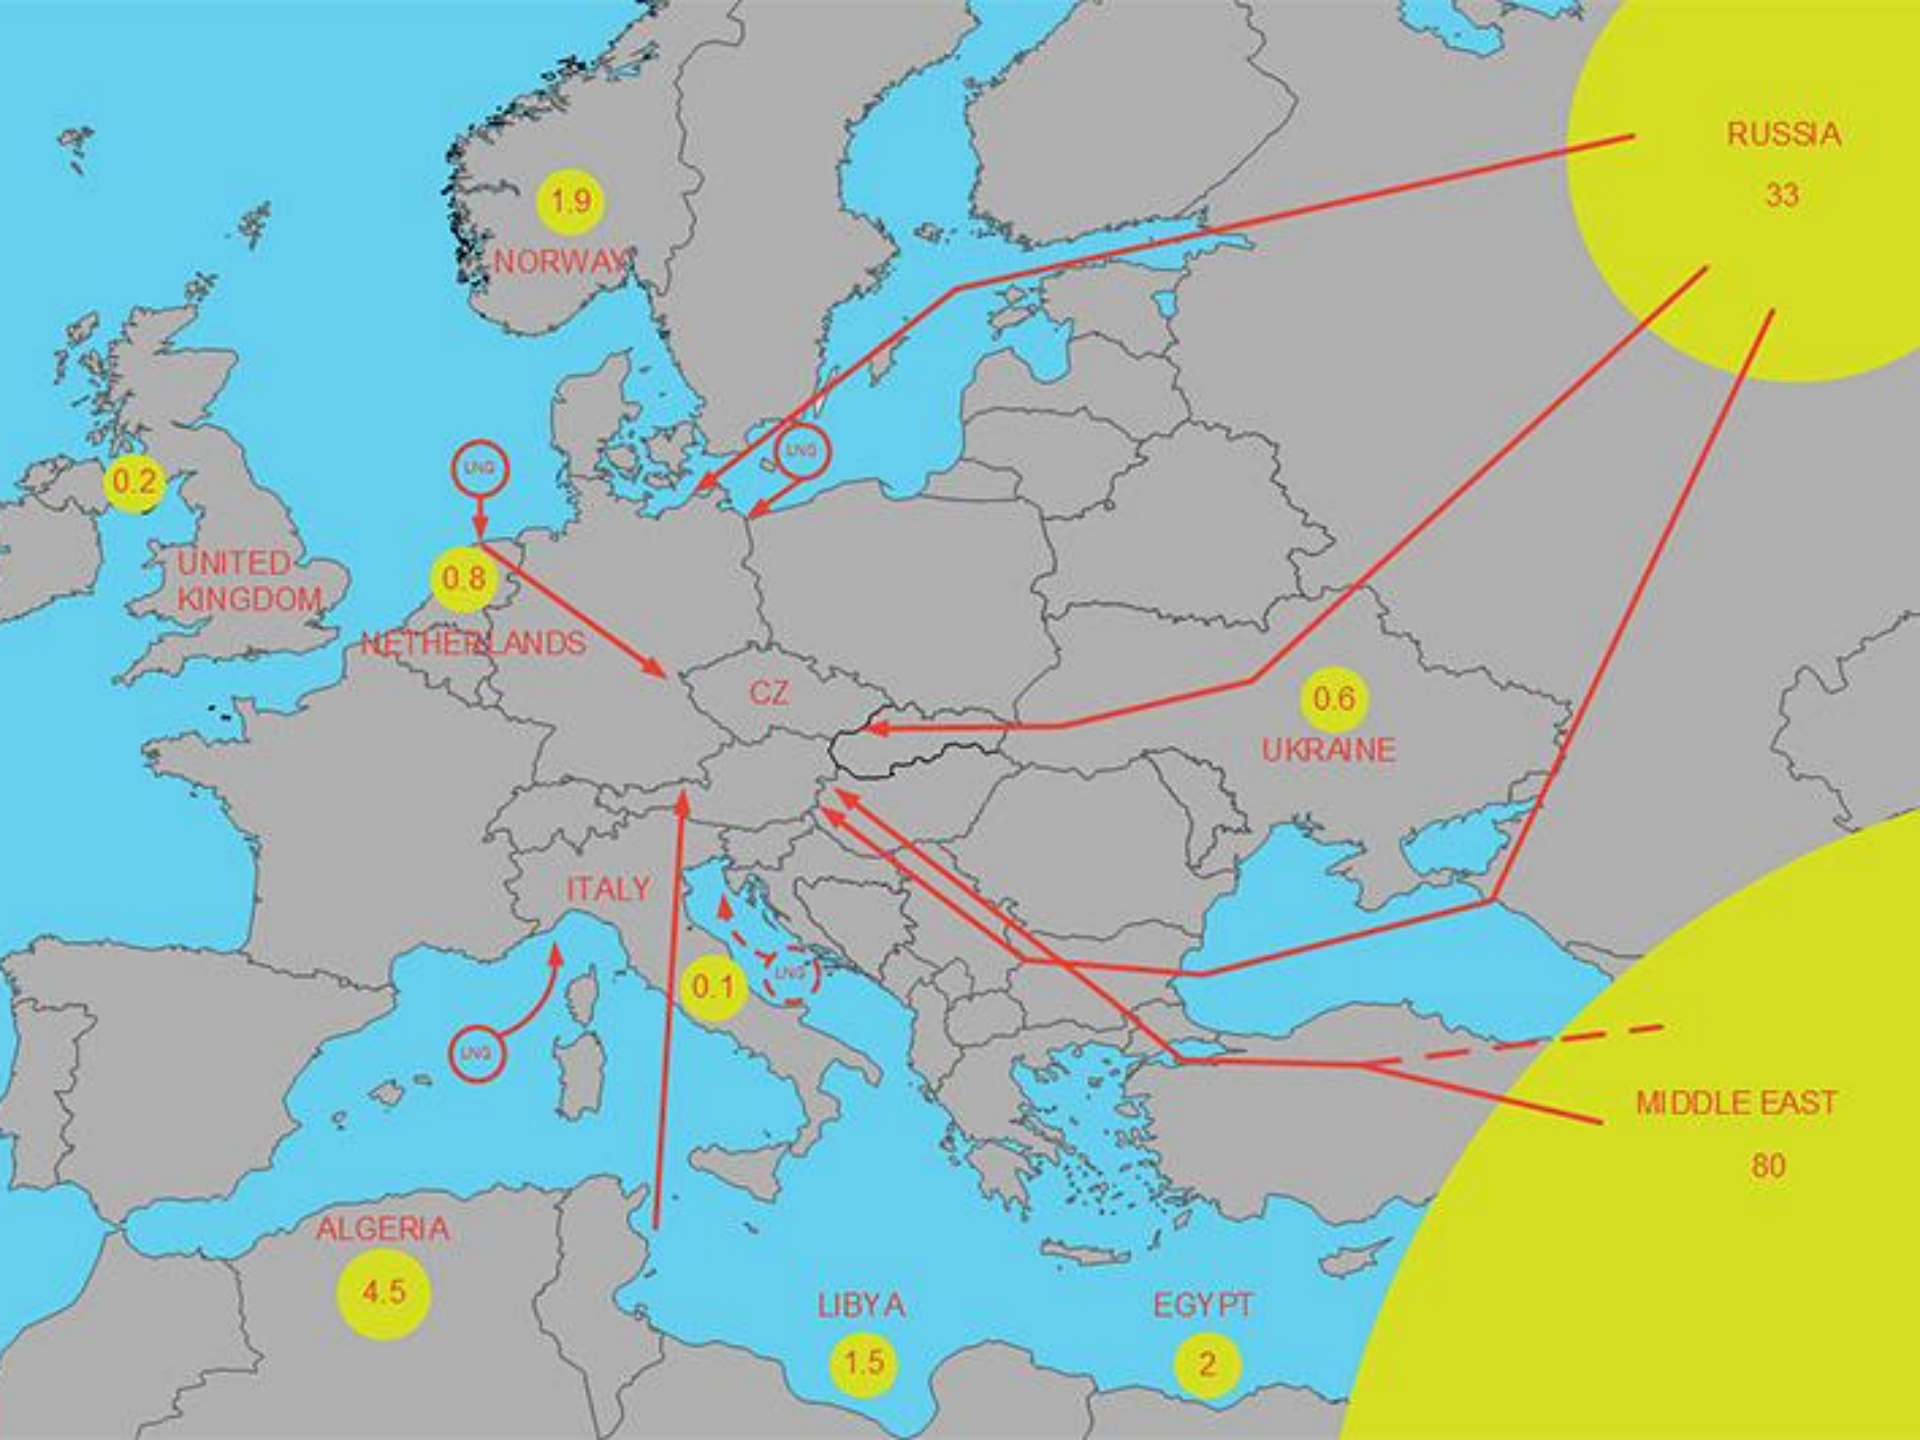 RUSSIA
33
1.9
NORWAY
LNG
LNG
0.2
UNITED
KINGDOM
0.8
NETHERLANDS
CZ
0.6
UKRAINE
ITALY
0.1
LNG
LNG
MIDDLE EAST
80
ALGERIA
4.5
LIBYA
1.5
EGYPT
2